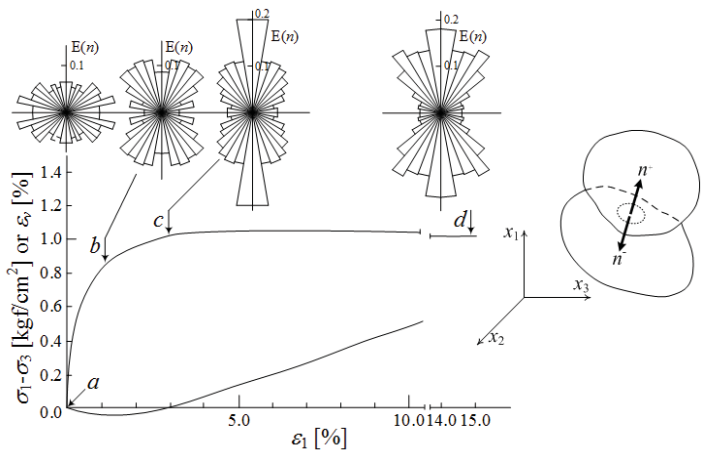 0.2
0.2
E(n)
E(n)
E(n)
E(n)
0.1
0.1
0.1
0.1
1.4
1.2
1.0
0.8
0.6
0.4
0.2
0.0
σ1-σ3 [kgf/cm²] or εv [%]
a
b
c
d
5.0
10.0
14.0
15.0
ε1 [%]
x1
x2
x3
n-
n-